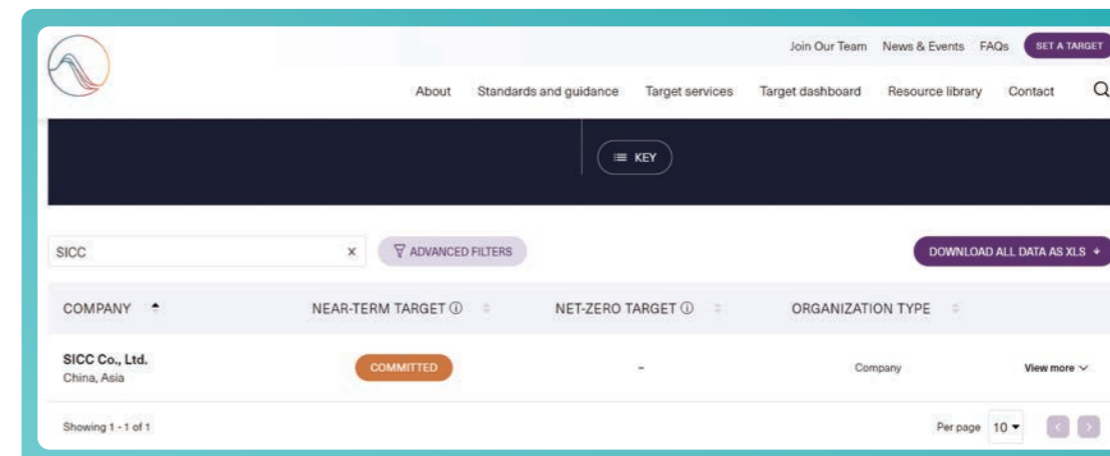 Join Our Team News & Events FAQs SET A TARGET
About Standards and guidance Target services Target dashboard Resource library Contact
KEY
SICC x ADVANCED FILTERS DOWNLOAD ALL DATA AS XLS
COMPANY NEAR-TERM TARGET NET-ZERO TARGET ORGANIZATION TYPE
SICC Co., Ltd.
China, Asia
COMMITTED - Company View more
Showing 1 - 1 of 1 Per page 10